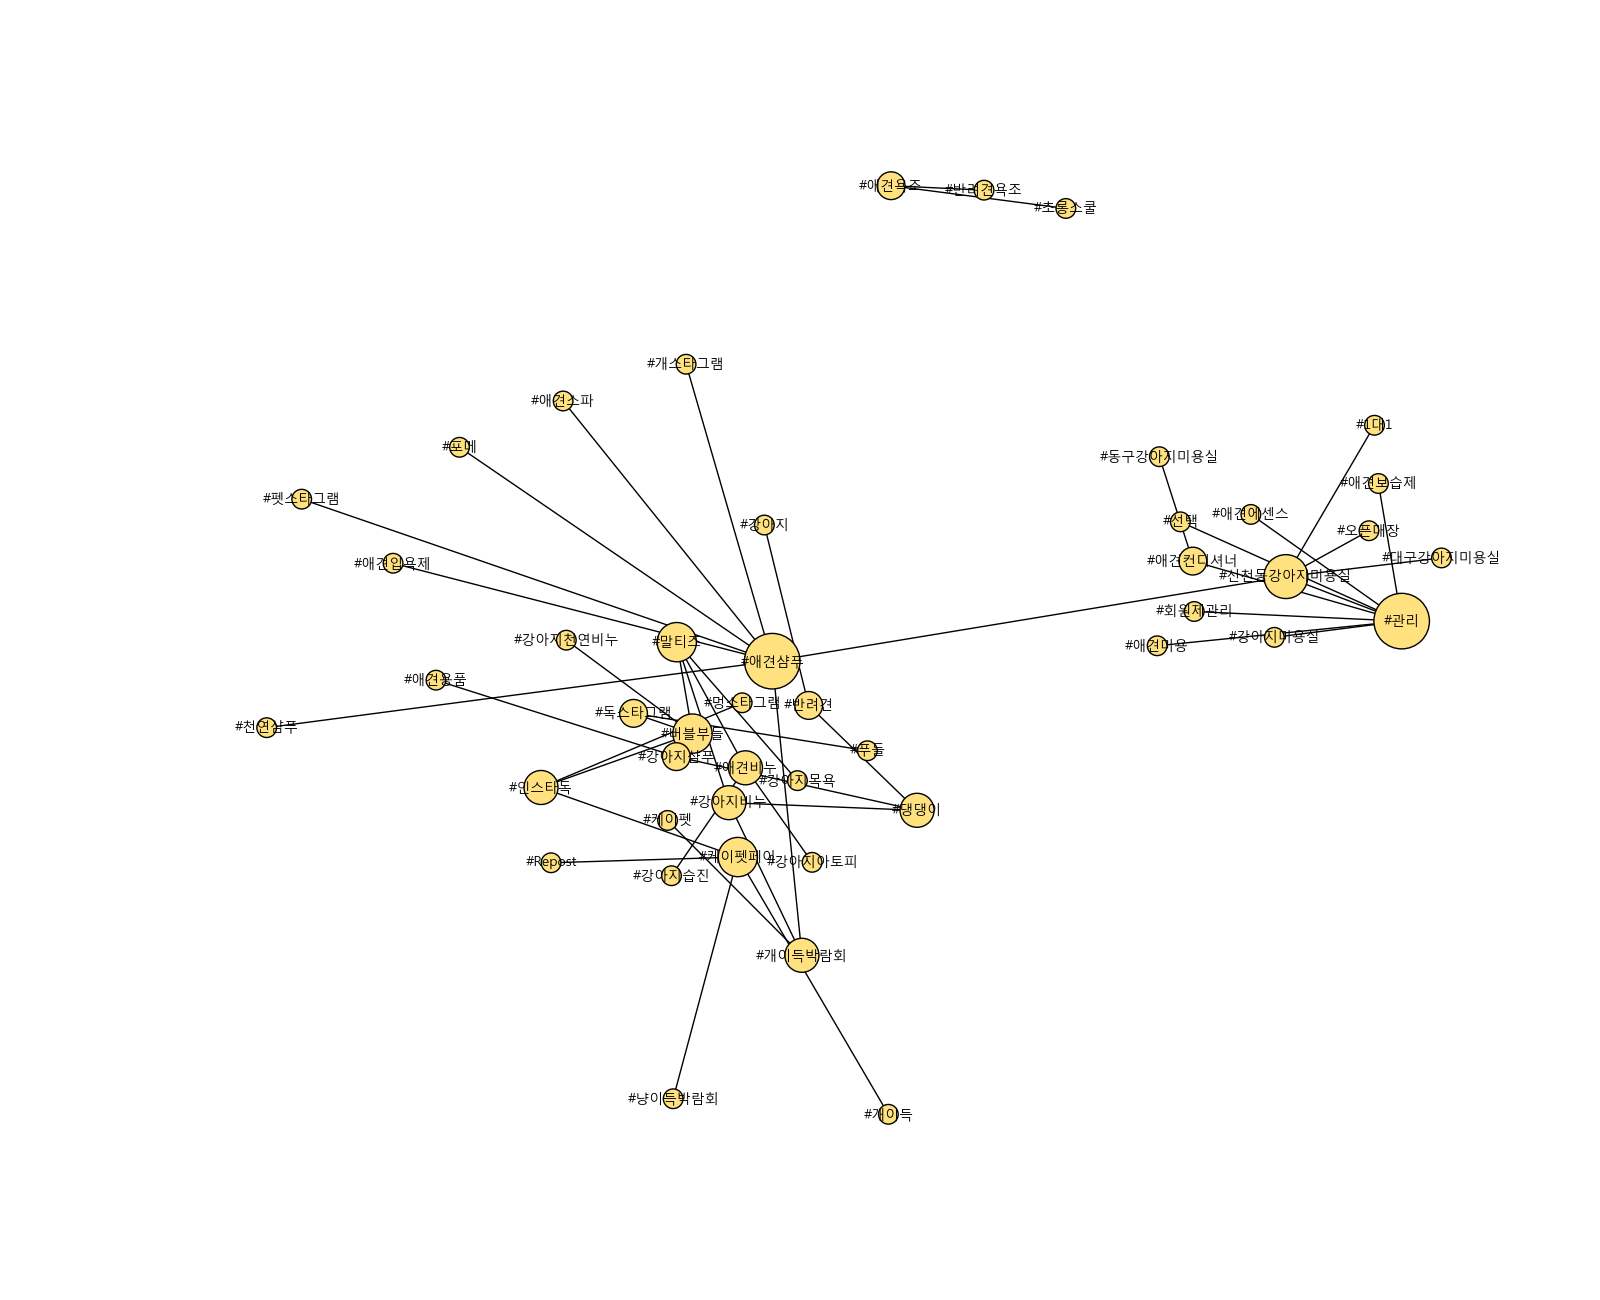 #애견욕조
#반려견욕조
#초롱스쿨
#개스타그램
#애견소파
#1대1
#포메
#동구강아지미용실
#애견보습제
#펫스타그램
#애견에센스
#선택
#강아지
#오픈매장
#대구강아지미용실
#애견입욕제
#애견컨디셔너
#신천동강아지미용실
#회원제관리
#관리
#강아지천연비누
#말티즈
#강아지미용실
#애견미용
#애견샴푸
#애견용품
#멍스타그램
#반려견
#독스타그램
#천연샴푸
#버블부들
#푸들
#강아지샴푸
#애견비누
#강아지목욕
#인스타독
#강아지비누
#댕댕이
#케이펫
#케이펫페어
#Repost
#강아지아토피
#강아지습진
#개이득박람회
#냥이득박람회
#개이득